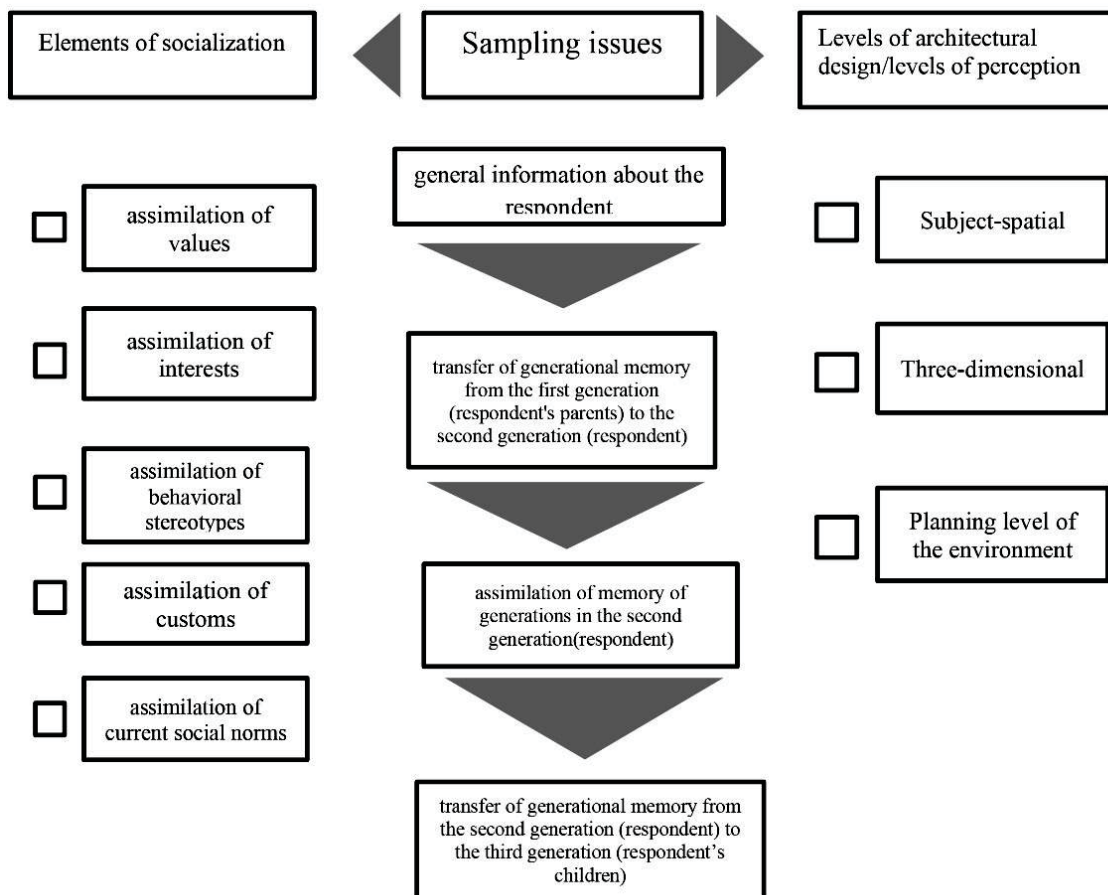 Elements of socialization
Sampling issues
Levels of architectural
design/levels of perception
general information about the
respondent
assimilation of
values
assimilation of
interests
assimilation of
behavioral
stereotypes
assimilation of
customs
assimilation of
current social norms
transfer of generational memory
from the first generation
(respondent's parents) to the
second generation (respondent)
assimilation of memory of
generations in the second
generation(respondent)
transfer of generational memory from
the second generation (respondent) to
the third generation (respondent’s
children)
Subject-spatial
Three-dimensional
Planning level of
the environment